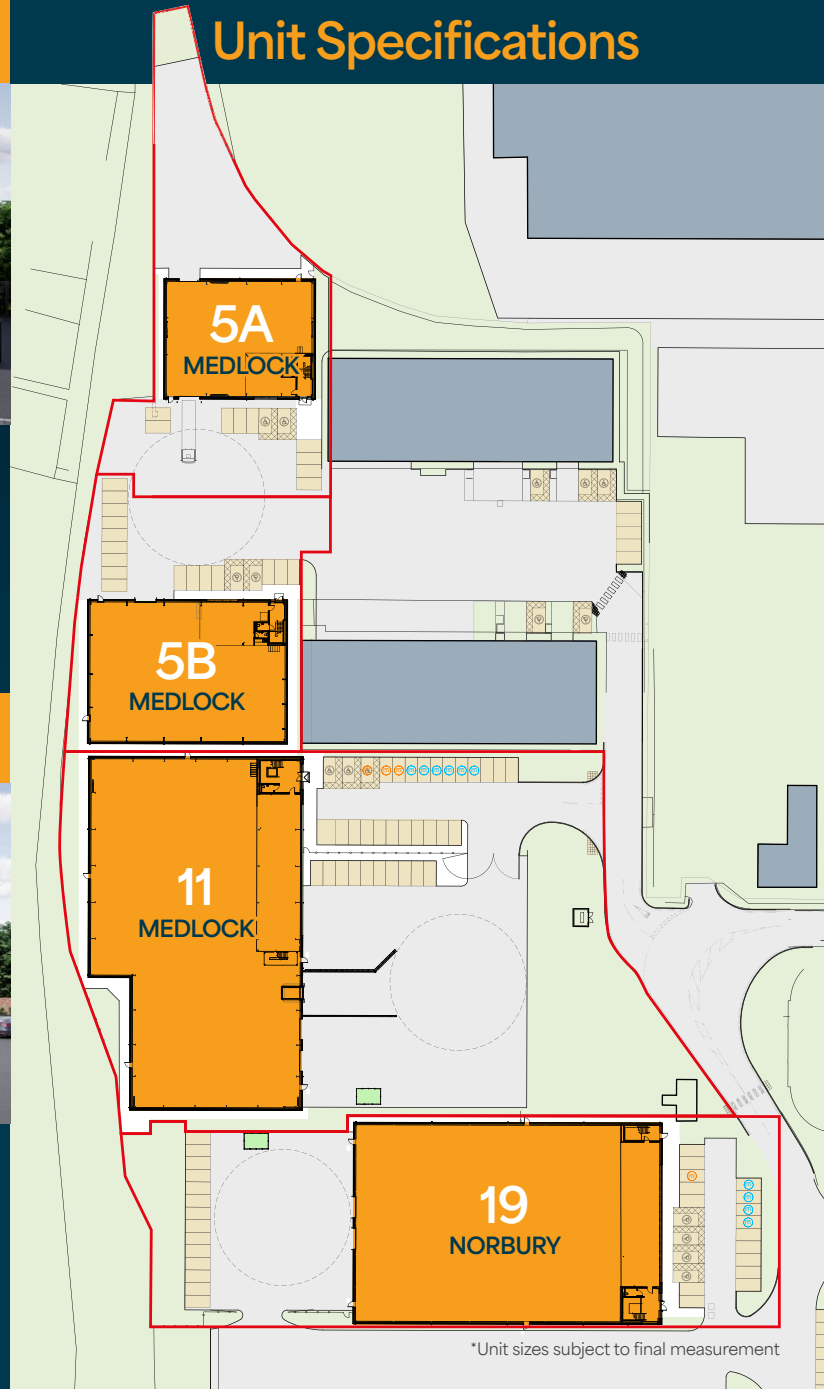 Unit Specifications
5A
MEDLOCK
5B
MEDLOCK
11
MEDLOCK
19
NORBURY
*Unit sizes subject to final measurement